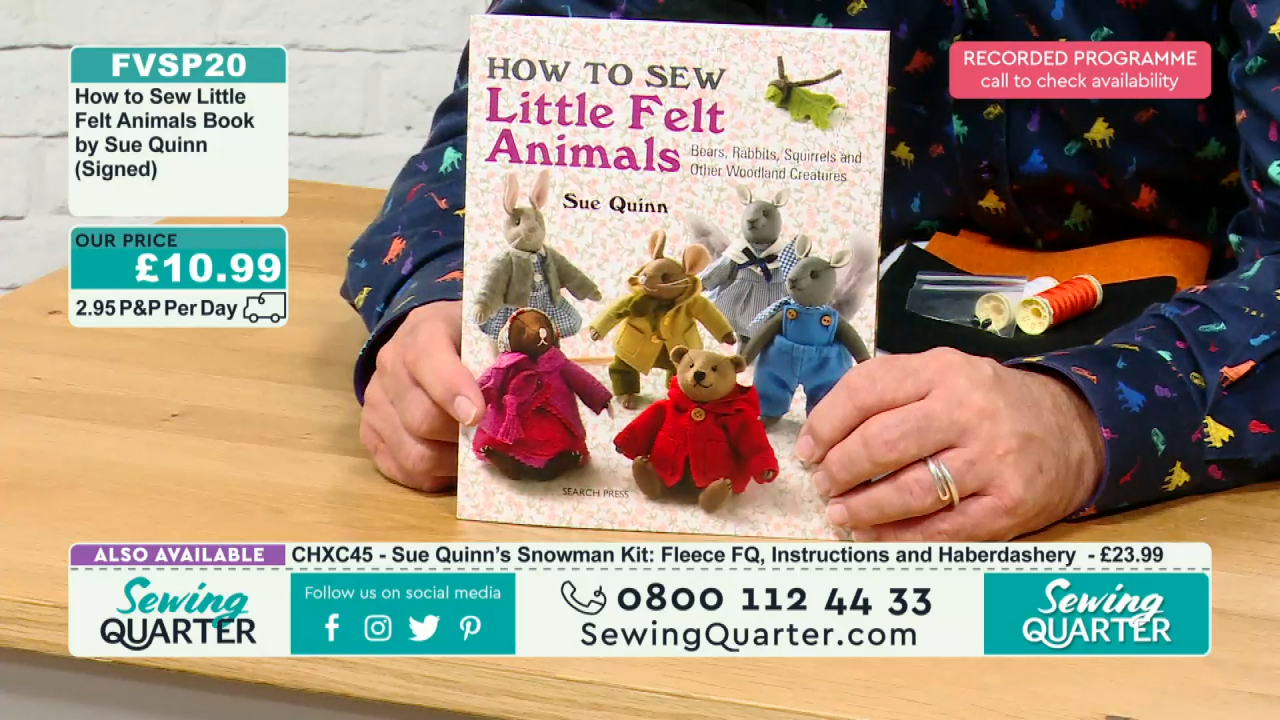 FVSP20
How to Sew Little
Felt Animals Book
by Sue Quinn
(Signed)
OUR PRICE
£10.99
2.95 P&P Per Day
HOW TO SEW
Little Felt
Animals
Bears, Rabbits, Squirrels and
Other Woodland Creatures
Sue Quinn
SEARCH PRESS
RECORDED PROGRAMME
call to check availability
ALSO AVAILABLE
CHXC45 - Sue Quinn's Snowman Kit: Fleece FQ, Instructions and Haberdashery - £23.99
Sewing
QUARTER
Follow us on social media
0800 112 44 33
SewingQuarter.com
Sewing
QUARTER